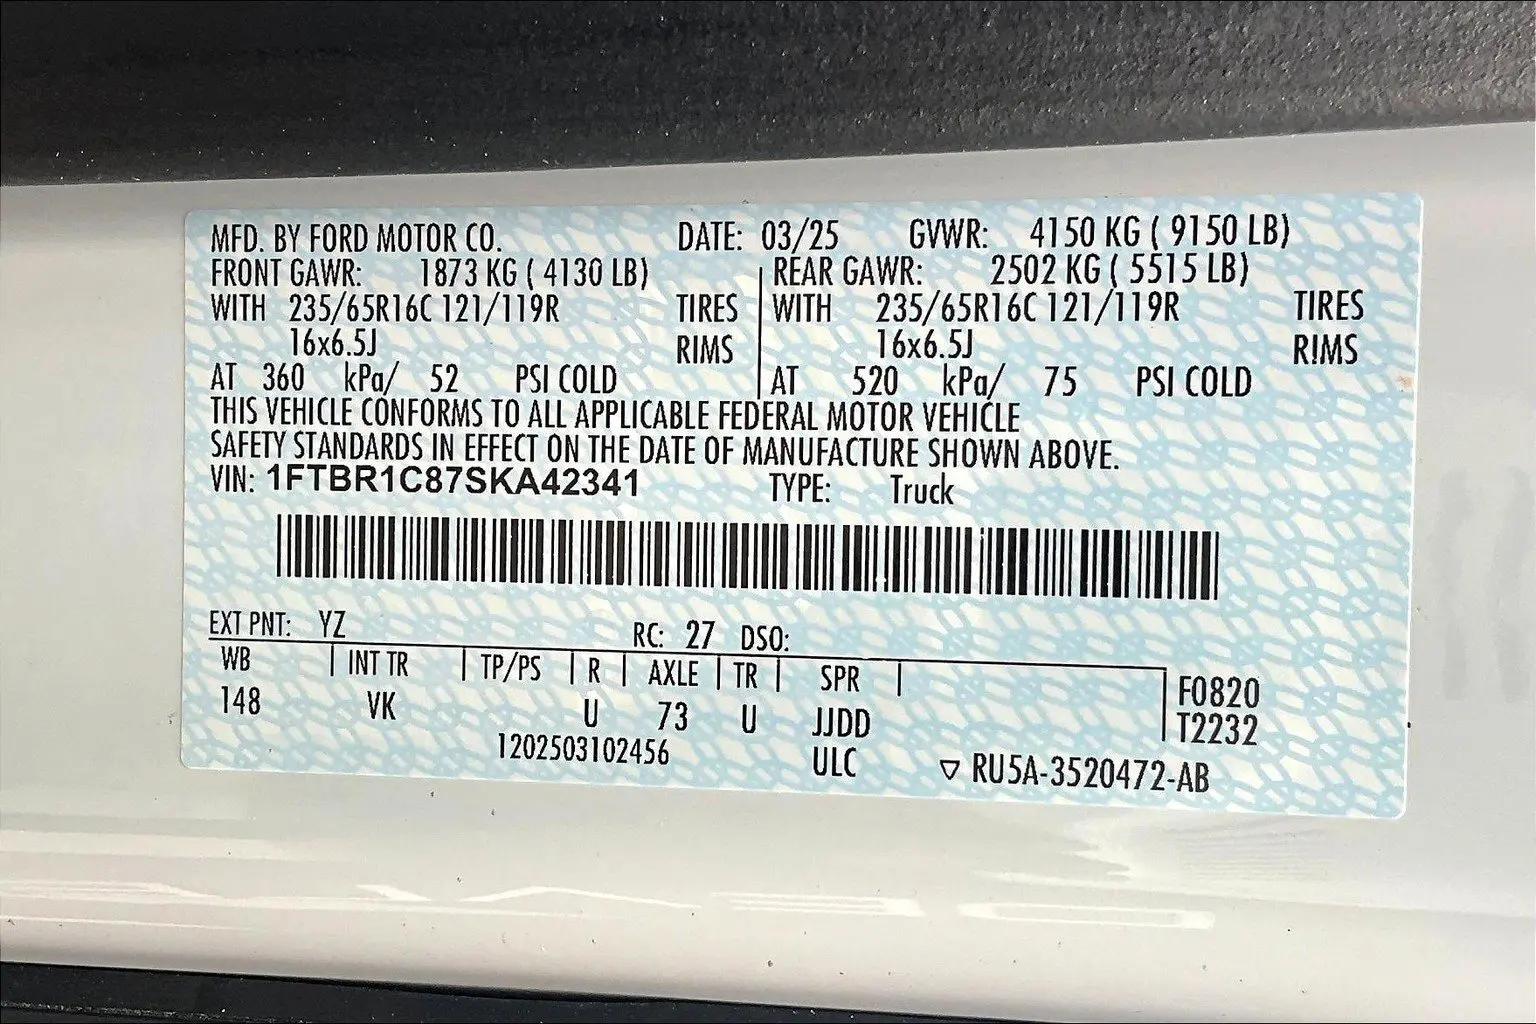 MFD. BY FORD MOTOR CO. DATE: 03/25 GVWR: 4150 KG ( 9150 LB)
FRONT GAWR: 1873 KG ( 4130 LB) REAR GAWR: 2502 KG ( 5515 LB)
WITH 235/65R16C 121/119R TIRES WITH 235/65R16C 121/119R TIRES
16x6.5J RIMS 16x6.5J RIMS
AT 360 kPa/ 52 PSI COLD AT 520 kPa/ 75 PSI COLD
THIS VEHICLE CONFORMS TO ALL APPLICABLE FEDERAL MOTOR VEHICLE
SAFETY STANDARDS IN EFFECT ON THE DATE OF MANUFACTURE SHOWN ABOVE.
VIN: 1FTBR1C87SKA42341 TYPE: Truck
EXT PNT: YZ RC: 27 DSO:
WB INT TR TP/PS R AXLE TR SPR
148 VK U 73 U JJDD
F0820
T2232
1202503102456 ULC ▽ RU5A-3520472-AB